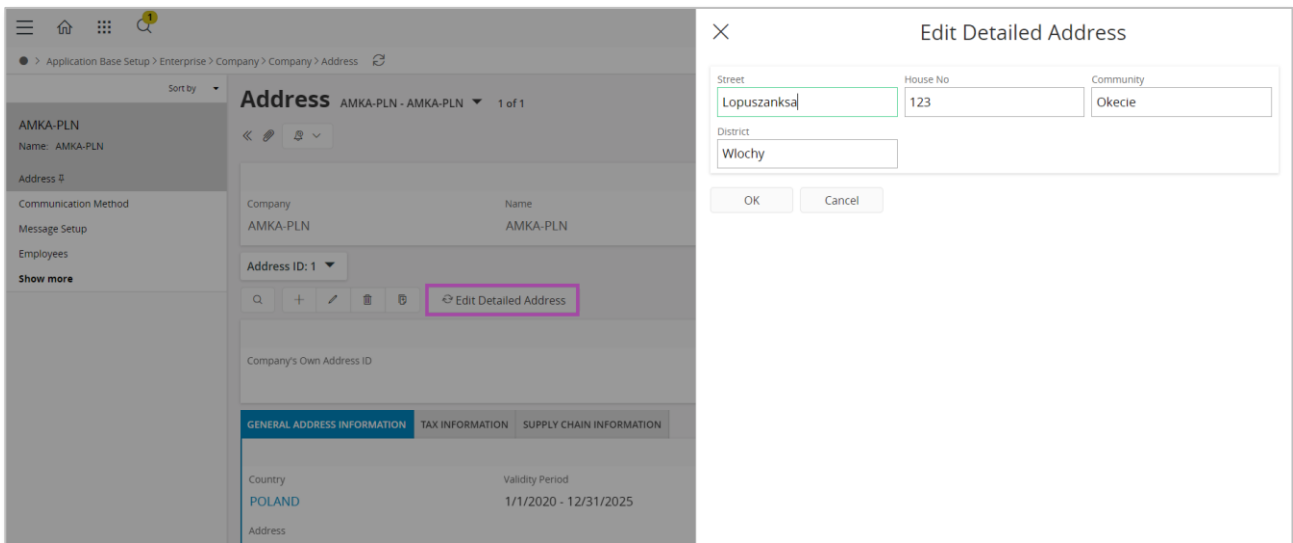 1
> Application Base Setup > Enterprise > Company > Company > Address
Sort by
AMKA-PLN
Name: AMKA-PLN
Address
Communication Method
Message Setup
Employees
Show more
Address AMKA-PLN - AMKA-PLN 1 of 1
Company Name
AMKA-PLN AMKA-PLN
Address ID: 1
Edit Detailed Address
Company's Own Address ID
GENERAL ADDRESS INFORMATION TAX INFORMATION SUPPLY CHAIN INFORMATION
Country Validity Period
POLAND 1/1/2020 - 12/31/2025
Address
Edit Detailed Address
Street House No Community
Lopuszanksa 123 Okecie
District
Wlochy
OK Cancel